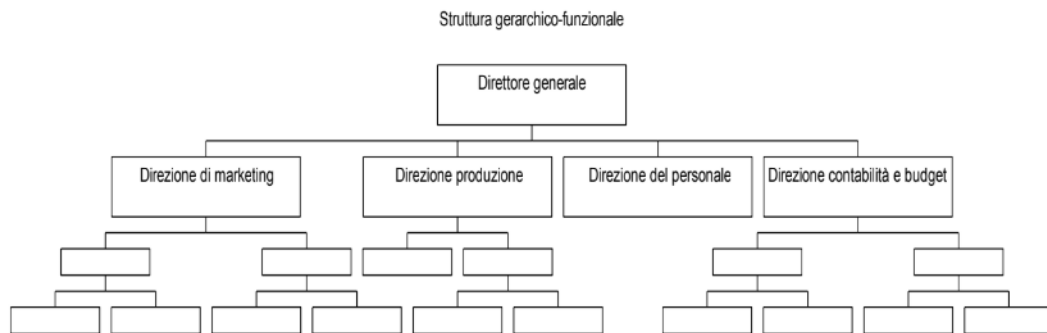 Struttura gerarchico-funzionale
Direttore generale
Direzione di marketing
Direzione produzione
Direzione del personale
Direzione contabilità e budget